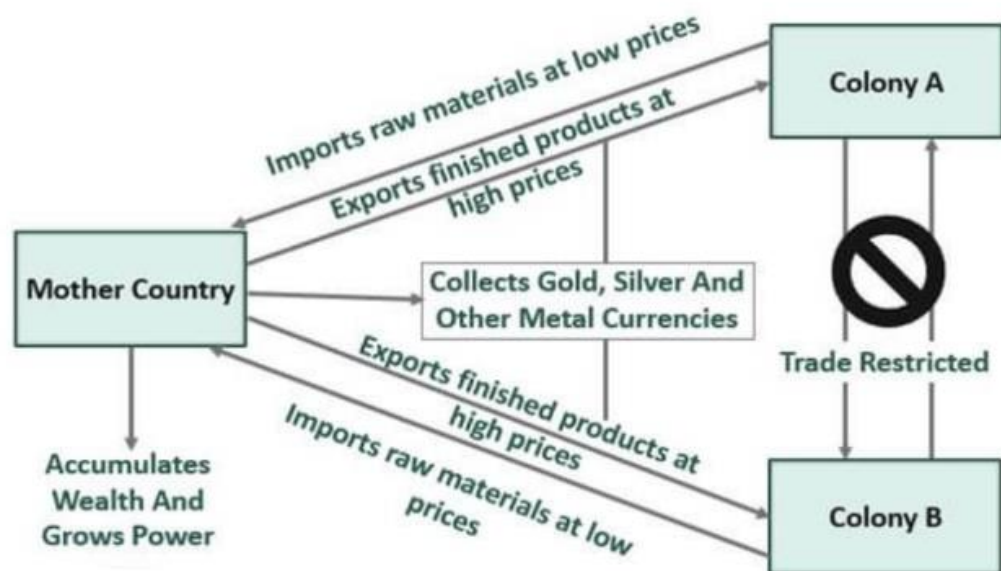 Imports raw materials at low prices
Exports finished products at
high prices
Colony A
Mother Country
Collects Gold, Silver And
Other Metal Currencies
Trade Restricted
Exports finished products at
high prices
Imports raw materials at low
prices
Accumulates
Wealth And
Grows Power
Colony B